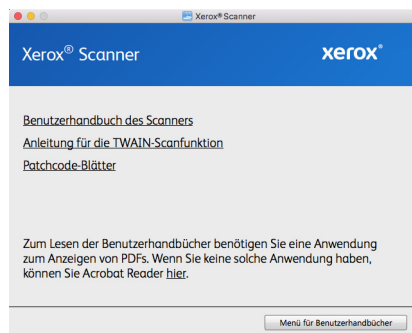 Xerox® Scanner
Xerox® Scanner
xerox®
Benutzerhandbuch des Scanners
Anleitung für die TWAIN-Scanfunktion
Patchcode-Blätter
Zum Lesen der Benutzerhandbücher benötigen Sie eine Anwendung
zum Anzeigen von PDFs. Wenn Sie keine solche Anwendung haben,
können Sie Acrobat Reader hier.
Menü für Benutzerhandbücher